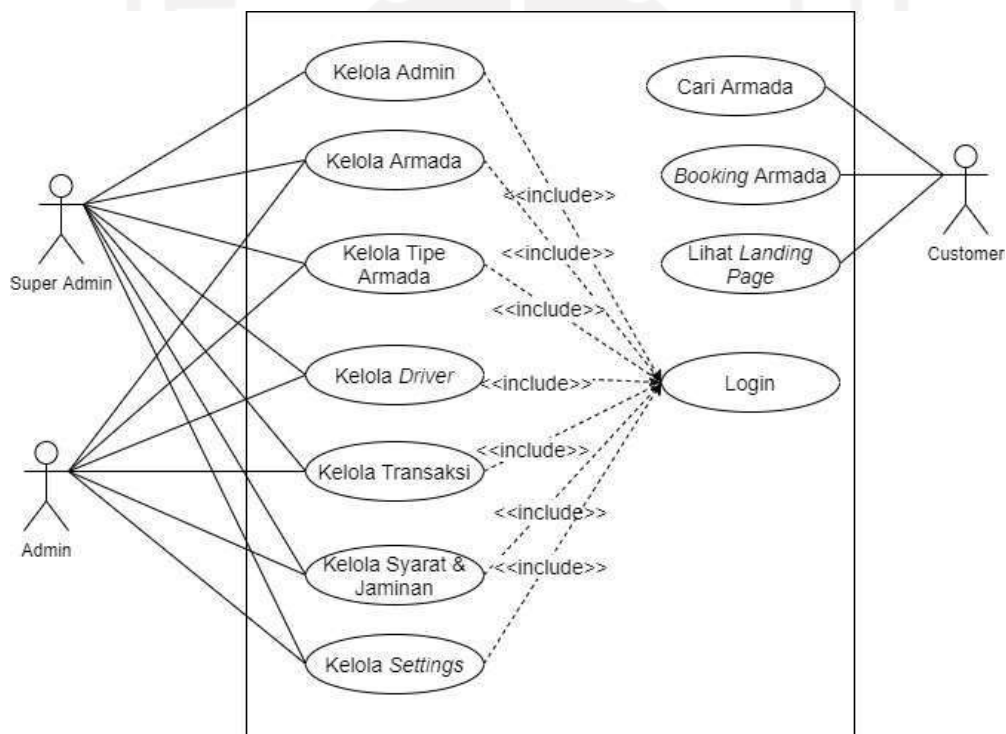 Kelola Admin
Cari Armada
Kelola Armada
Booking Armada
<<include>>
Super Admin
Kelola Tipe
Armada
<<include>>
Lihat Landing
Page
Customer
<<include>>
Kelola Driver
<<include>>
Login
Kelola Transaksi
<<include>>
Admin
<<include>>
Kelola Syarat &
Jaminan
<<include>>
Kelola Settings